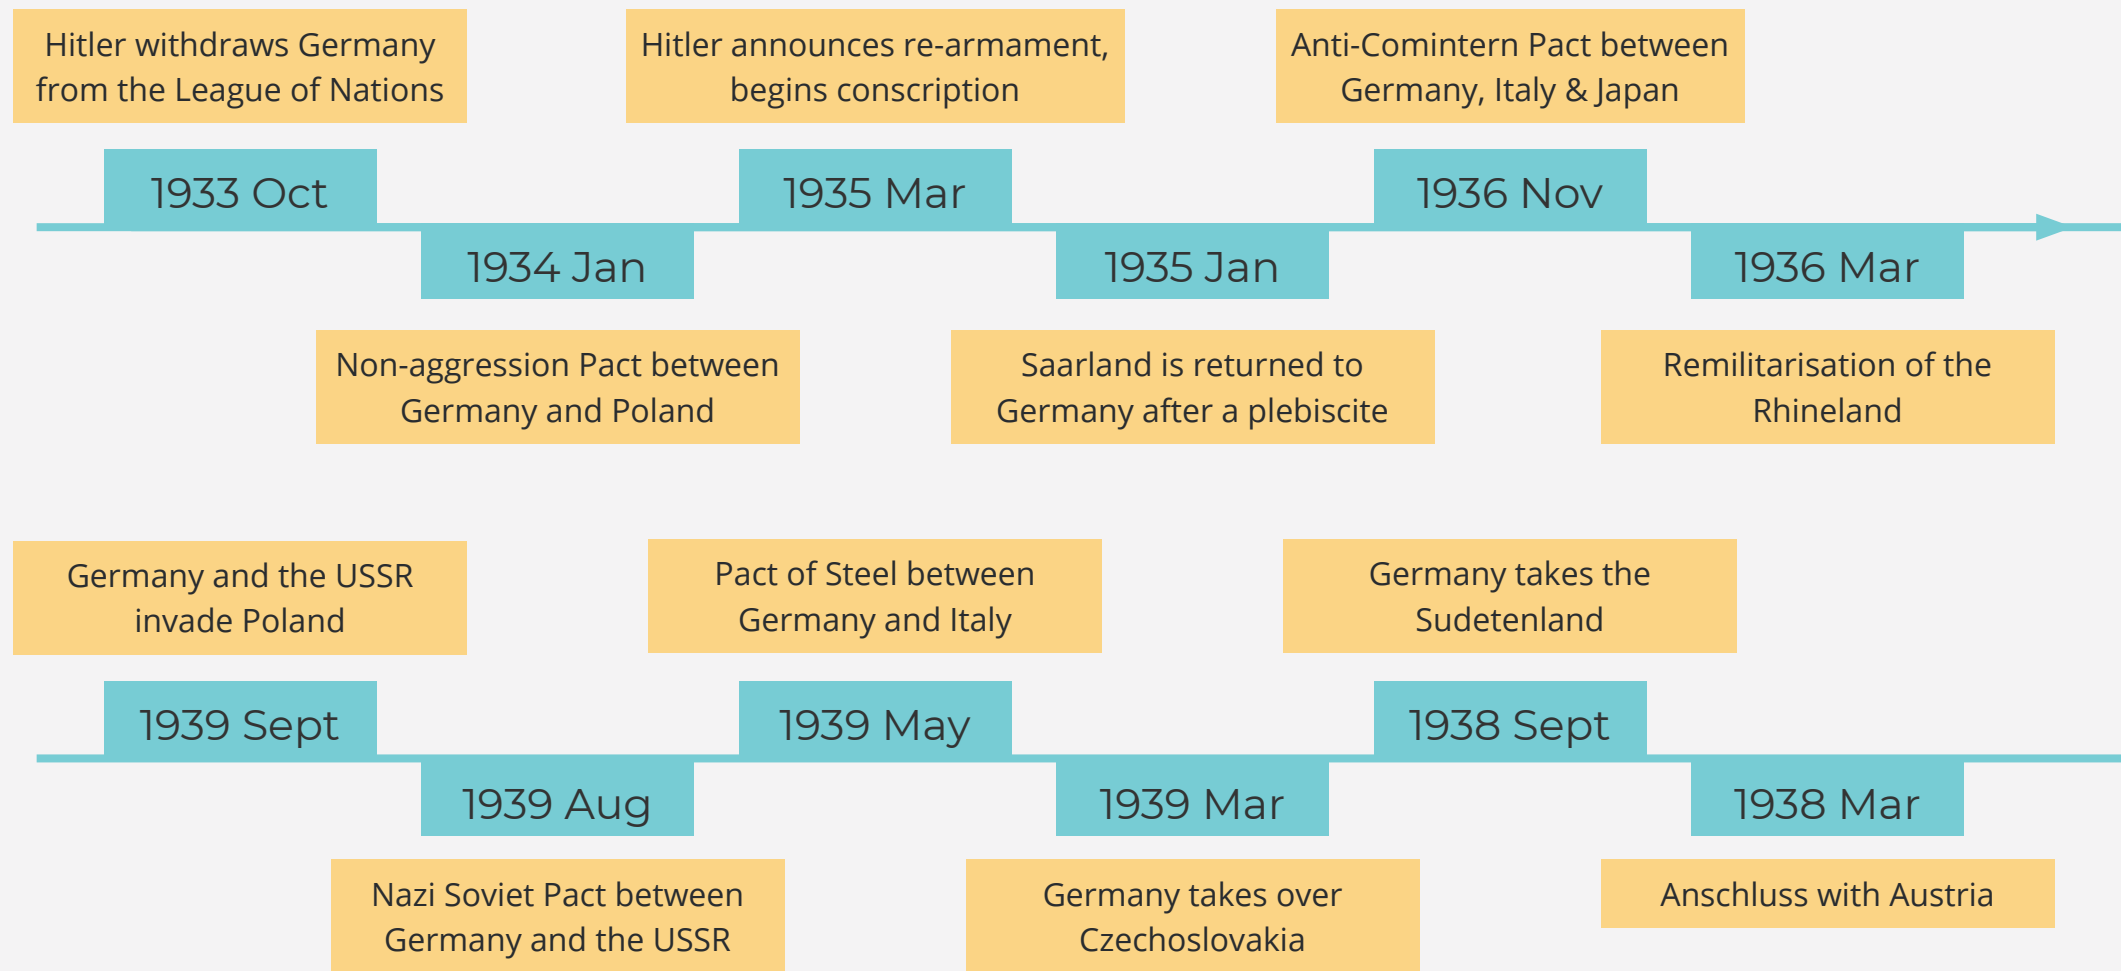 Hitler withdraws Germany
from the League of Nations
Hitler announces re-armament,
begins conscription
Anti-Comintern Pact between
Germany, Italy & Japan
1933 Oct
1935 Mar
1936 Nov
1934 Jan
1935 Jan
1936 Mar
Non-aggression Pact between
Germany and Poland
Saarland is returned to
Germany after a plebiscite
Remilitarisation of the
Rhineland
Germany and the USSR
invade Poland
Pact of Steel between
Germany and Italy
Germany takes the
Sudetenland
1939 Sept
1939 May
1938 Sept
1939 Aug
1939 Mar
1938 Mar
Nazi Soviet Pact between
Germany and the USSR
Germany takes over
Czechoslovakia
Anschluss with Austria